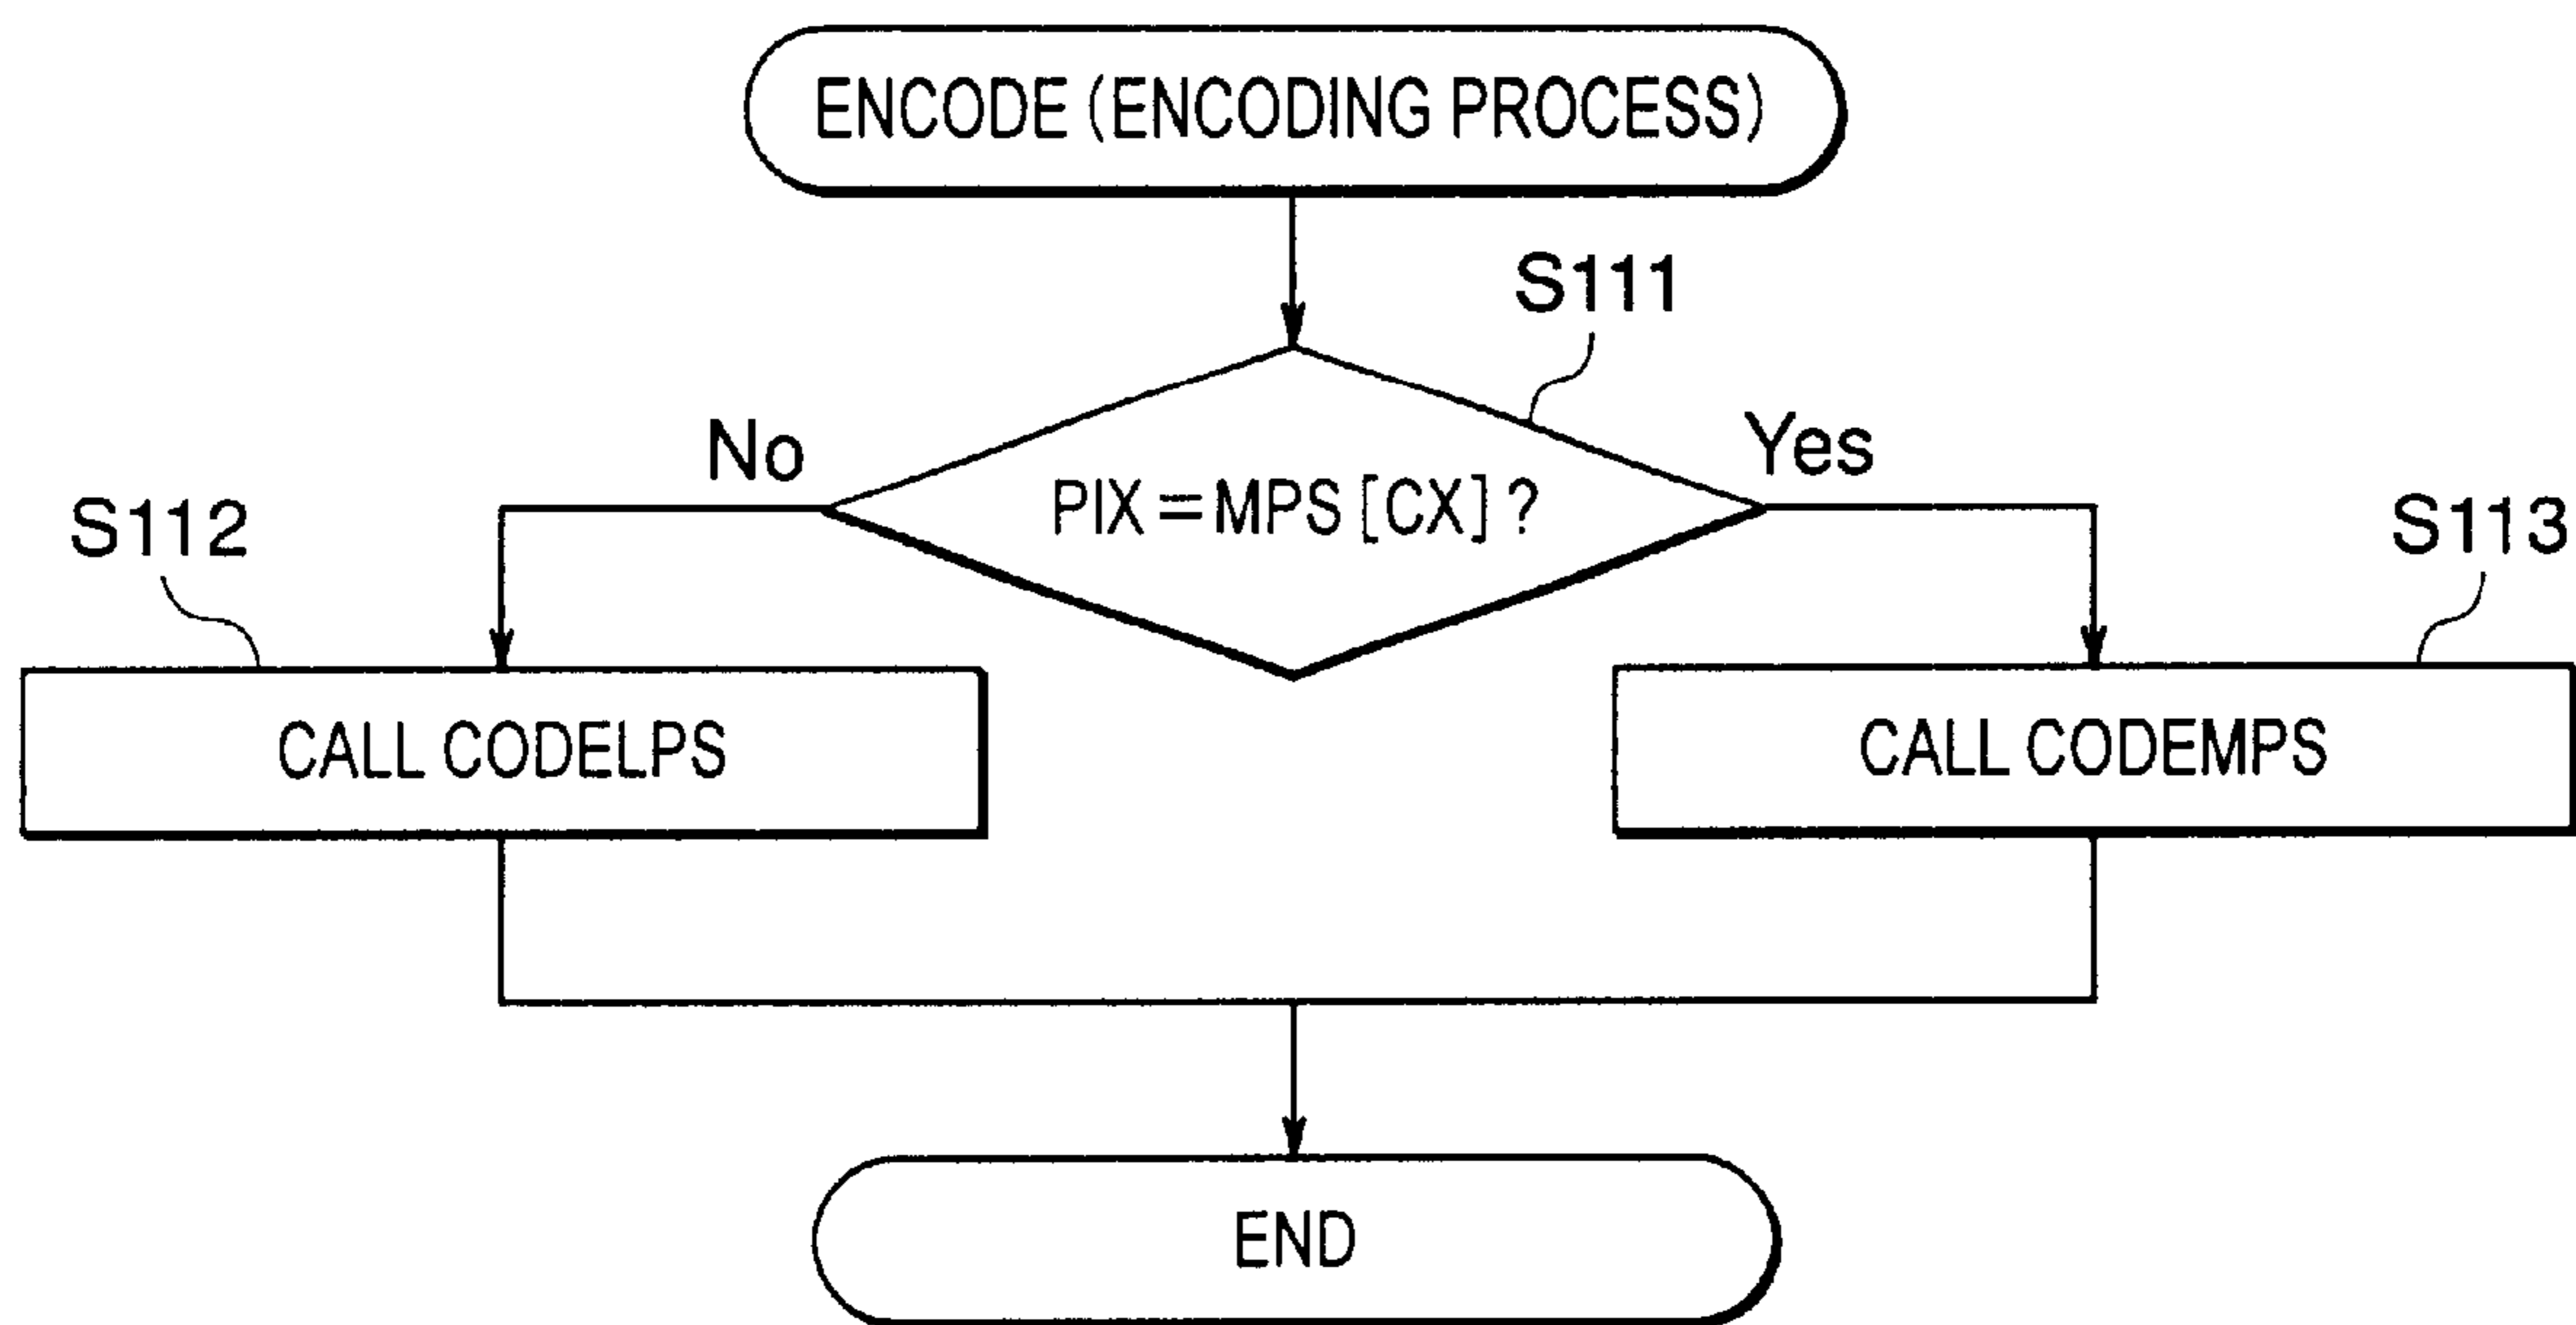 ENCODE (ENCODING PROCESS)
S111
No
Yes
PIX = MPS [CX] ?
S112
S113
CALL CODELPS
CALL CODEMPS
END